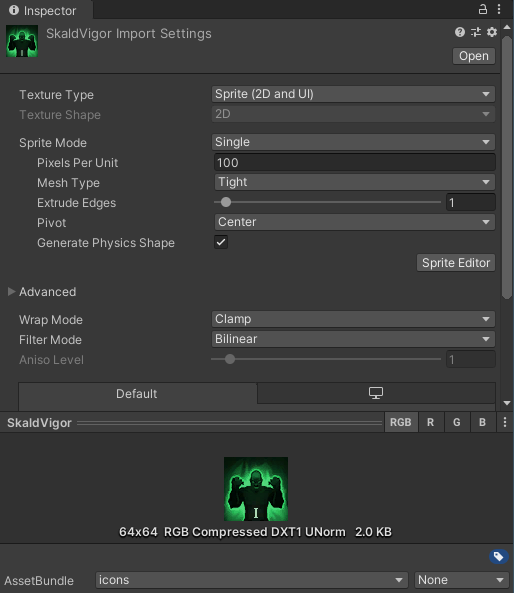 Inspector
SkaldVigor Import Settings
Open
Texture Type Sprite (2D and UI)
Texture Shape 2D
Sprite Mode Single
Pixels Per Unit 100
Mesh Type Tight
Extrude Edges 1
Pivot Center
Generate Physics Shape
Sprite Editor
Advanced
Wrap Mode Clamp
Filter Mode Bilinear
Aniso Level 1
Default
SkaldVigor RGB R G B
I
64x64 RGB Compressed DXT1 UNorm 2.0 KB
AssetBundle icons None